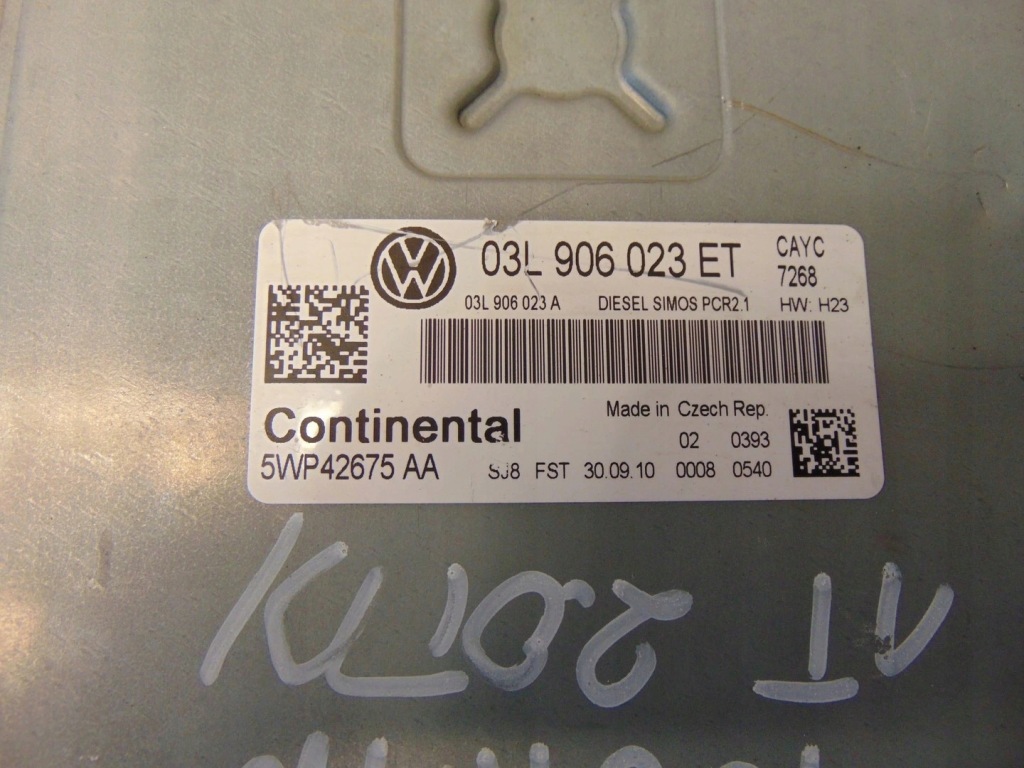 03L 906 023 ET CAYC
7268
03L 906 023 A DIESEL SIMOS PCR2.1 HW: H23
Continental Made in Czech Rep.
02 0393
5WP42675 AA SJ8 FST 30.09.10 0008 0540